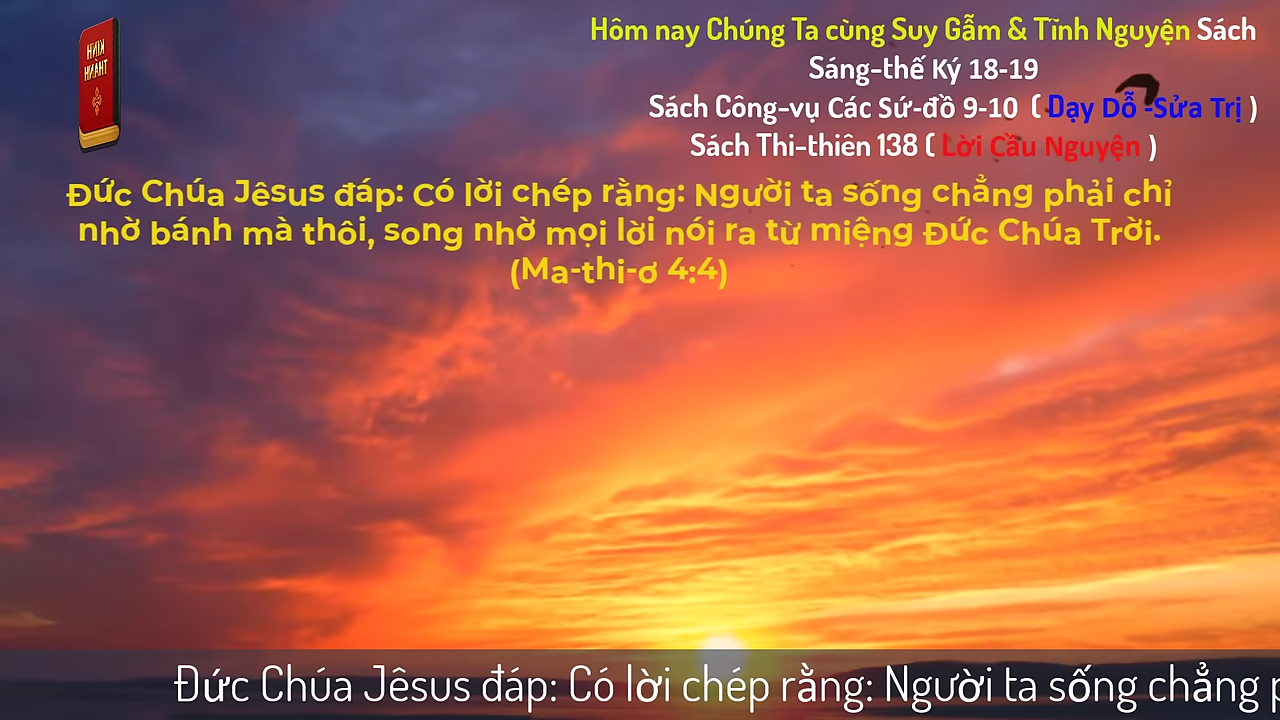 KINH
THÁNH
Hôm nay Chúng Ta cùng Suy Gẫm & Tĩnh Nguyện Sách
Sáng-thế Ký 18-19
Sách Công-vụ Các Sứ-đồ 9-10 ( Dạy Dỗ -Sửa Trị )
Sách Thi-thiên 138 ( Lời Cầu Nguyện )
Đức Chúa Jêsus đáp: Có lời chép rằng: Người ta sống chẳng phải chỉ
nhờ bánh mà thôi, song nhờ mọi lời nói ra từ miệng Đức Chúa Trời.
(Ma-thi-ơ 4:4)
Đức Chúa Jêsus đáp: Có lời chép rằng: Người ta sống chẳng p